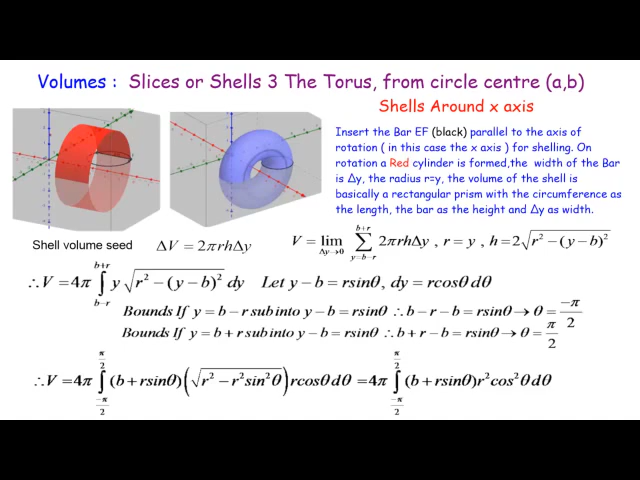 Volumes : Slices or Shells 3 The Torus, from circle centre (a,b)
Shells Around x axis
Insert the Bar EF (black) parallel to the axis of
rotation ( in this case the x axis ) for shelling. On
rotation a Red cylinder is formed,the width of the Bar
is Δy, the radius r=y, the volume of the shell is
basically a rectangular prism with the circumference as
the length, the bar as the height and Δy as width.
Shell volume seed ΔV = 2πrhΔy
V = lim_{Δy→0} ∑_{y=b−r}^{b+r} 2πrhΔy , r = y , h = 2√(r² − (y − b)²)
∴V = 4π ∫_{b−r}^{b+r} y √(r² − (y − b)²) dy Let y − b = rsinθ, dy = rcosθ dθ
Bounds If y = b − r sub into y − b = rsinθ ∴ b − r − b = rsinθ → θ = −π/2
Bounds If y = b + r sub into y − b = rsinθ ∴ b + r − b = rsinθ → θ = π/2
∴V = 4π ∫_{−π/2}^{π/2} (b + rsinθ)(√(r² − r²sin²θ)) rcosθ dθ = 4π ∫_{−π/2}^{π/2} (b + rsinθ)r²cos²θ dθ